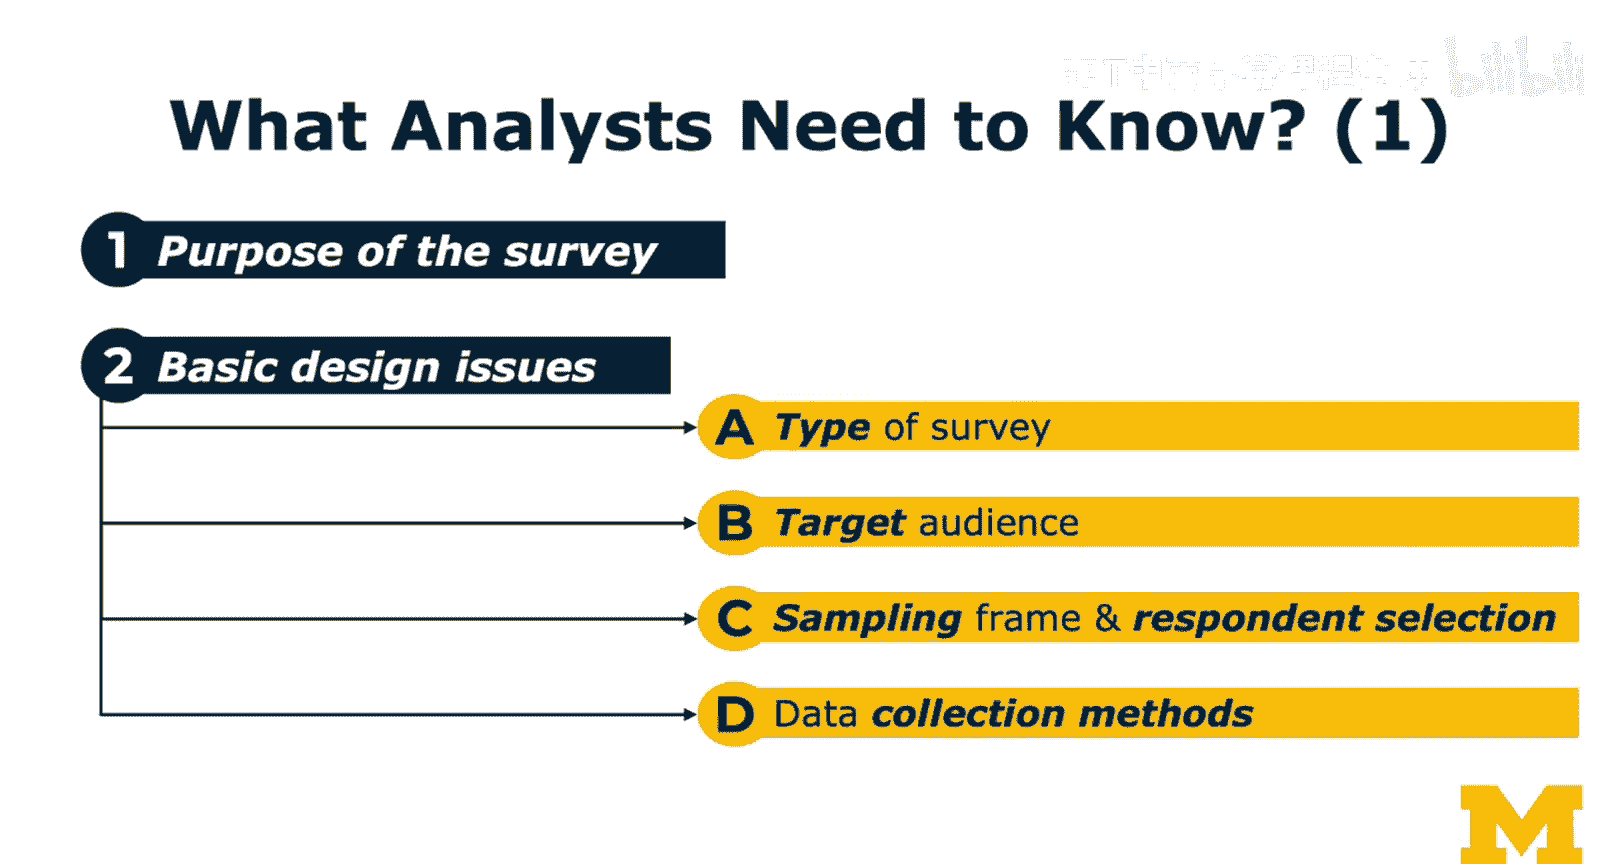 bilibili
What Analysts Need to Know? (1)
1 Purpose of the survey
2 Basic design issues
A Type of survey
B Target audience
C Sampling frame & respondent selection
D Data collection methods
M